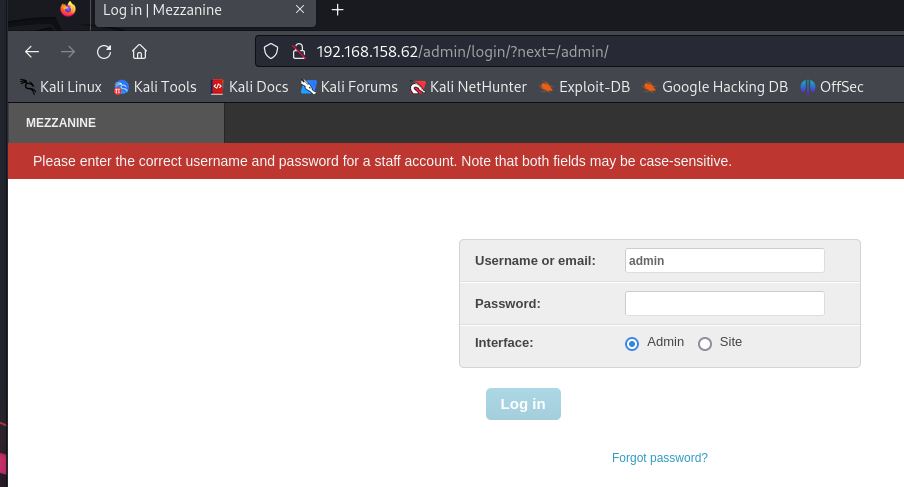 Log in | Mezzanine
192.168.158.62/admin/login/?next=/admin/
Kali Linux Kali Tools Kali Docs Kali Forums Kali NetHunter Exploit-DB Google Hacking DB OffSec
MEZZANINE
Please enter the correct username and password for a staff account. Note that both fields may be case-sensitive.
Username or email: admin
Password:
Interface: Admin Site
Log in
Forgot password?